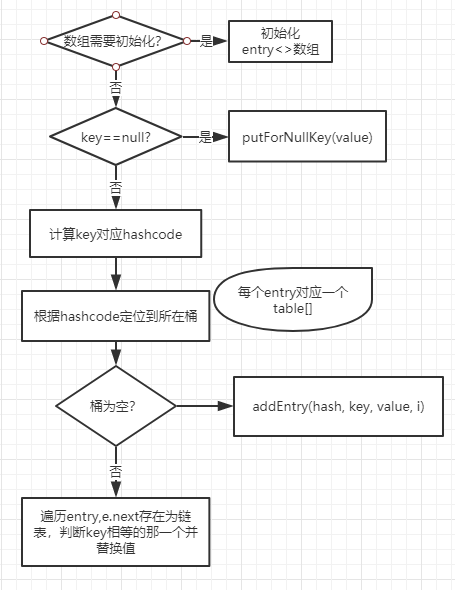 数组需要初始化?
是
初始化
entry<>数组
否
key==null?
是
putForNullKey(value)
否
计算key对应hashcode
每个entry对应一个
table[]
根据hashcode定位到所在桶
桶为空?
addEntry(hash, key, value, i)
否
遍历entry,e.next存在为链
表，判断key相等的那一个并
替换值